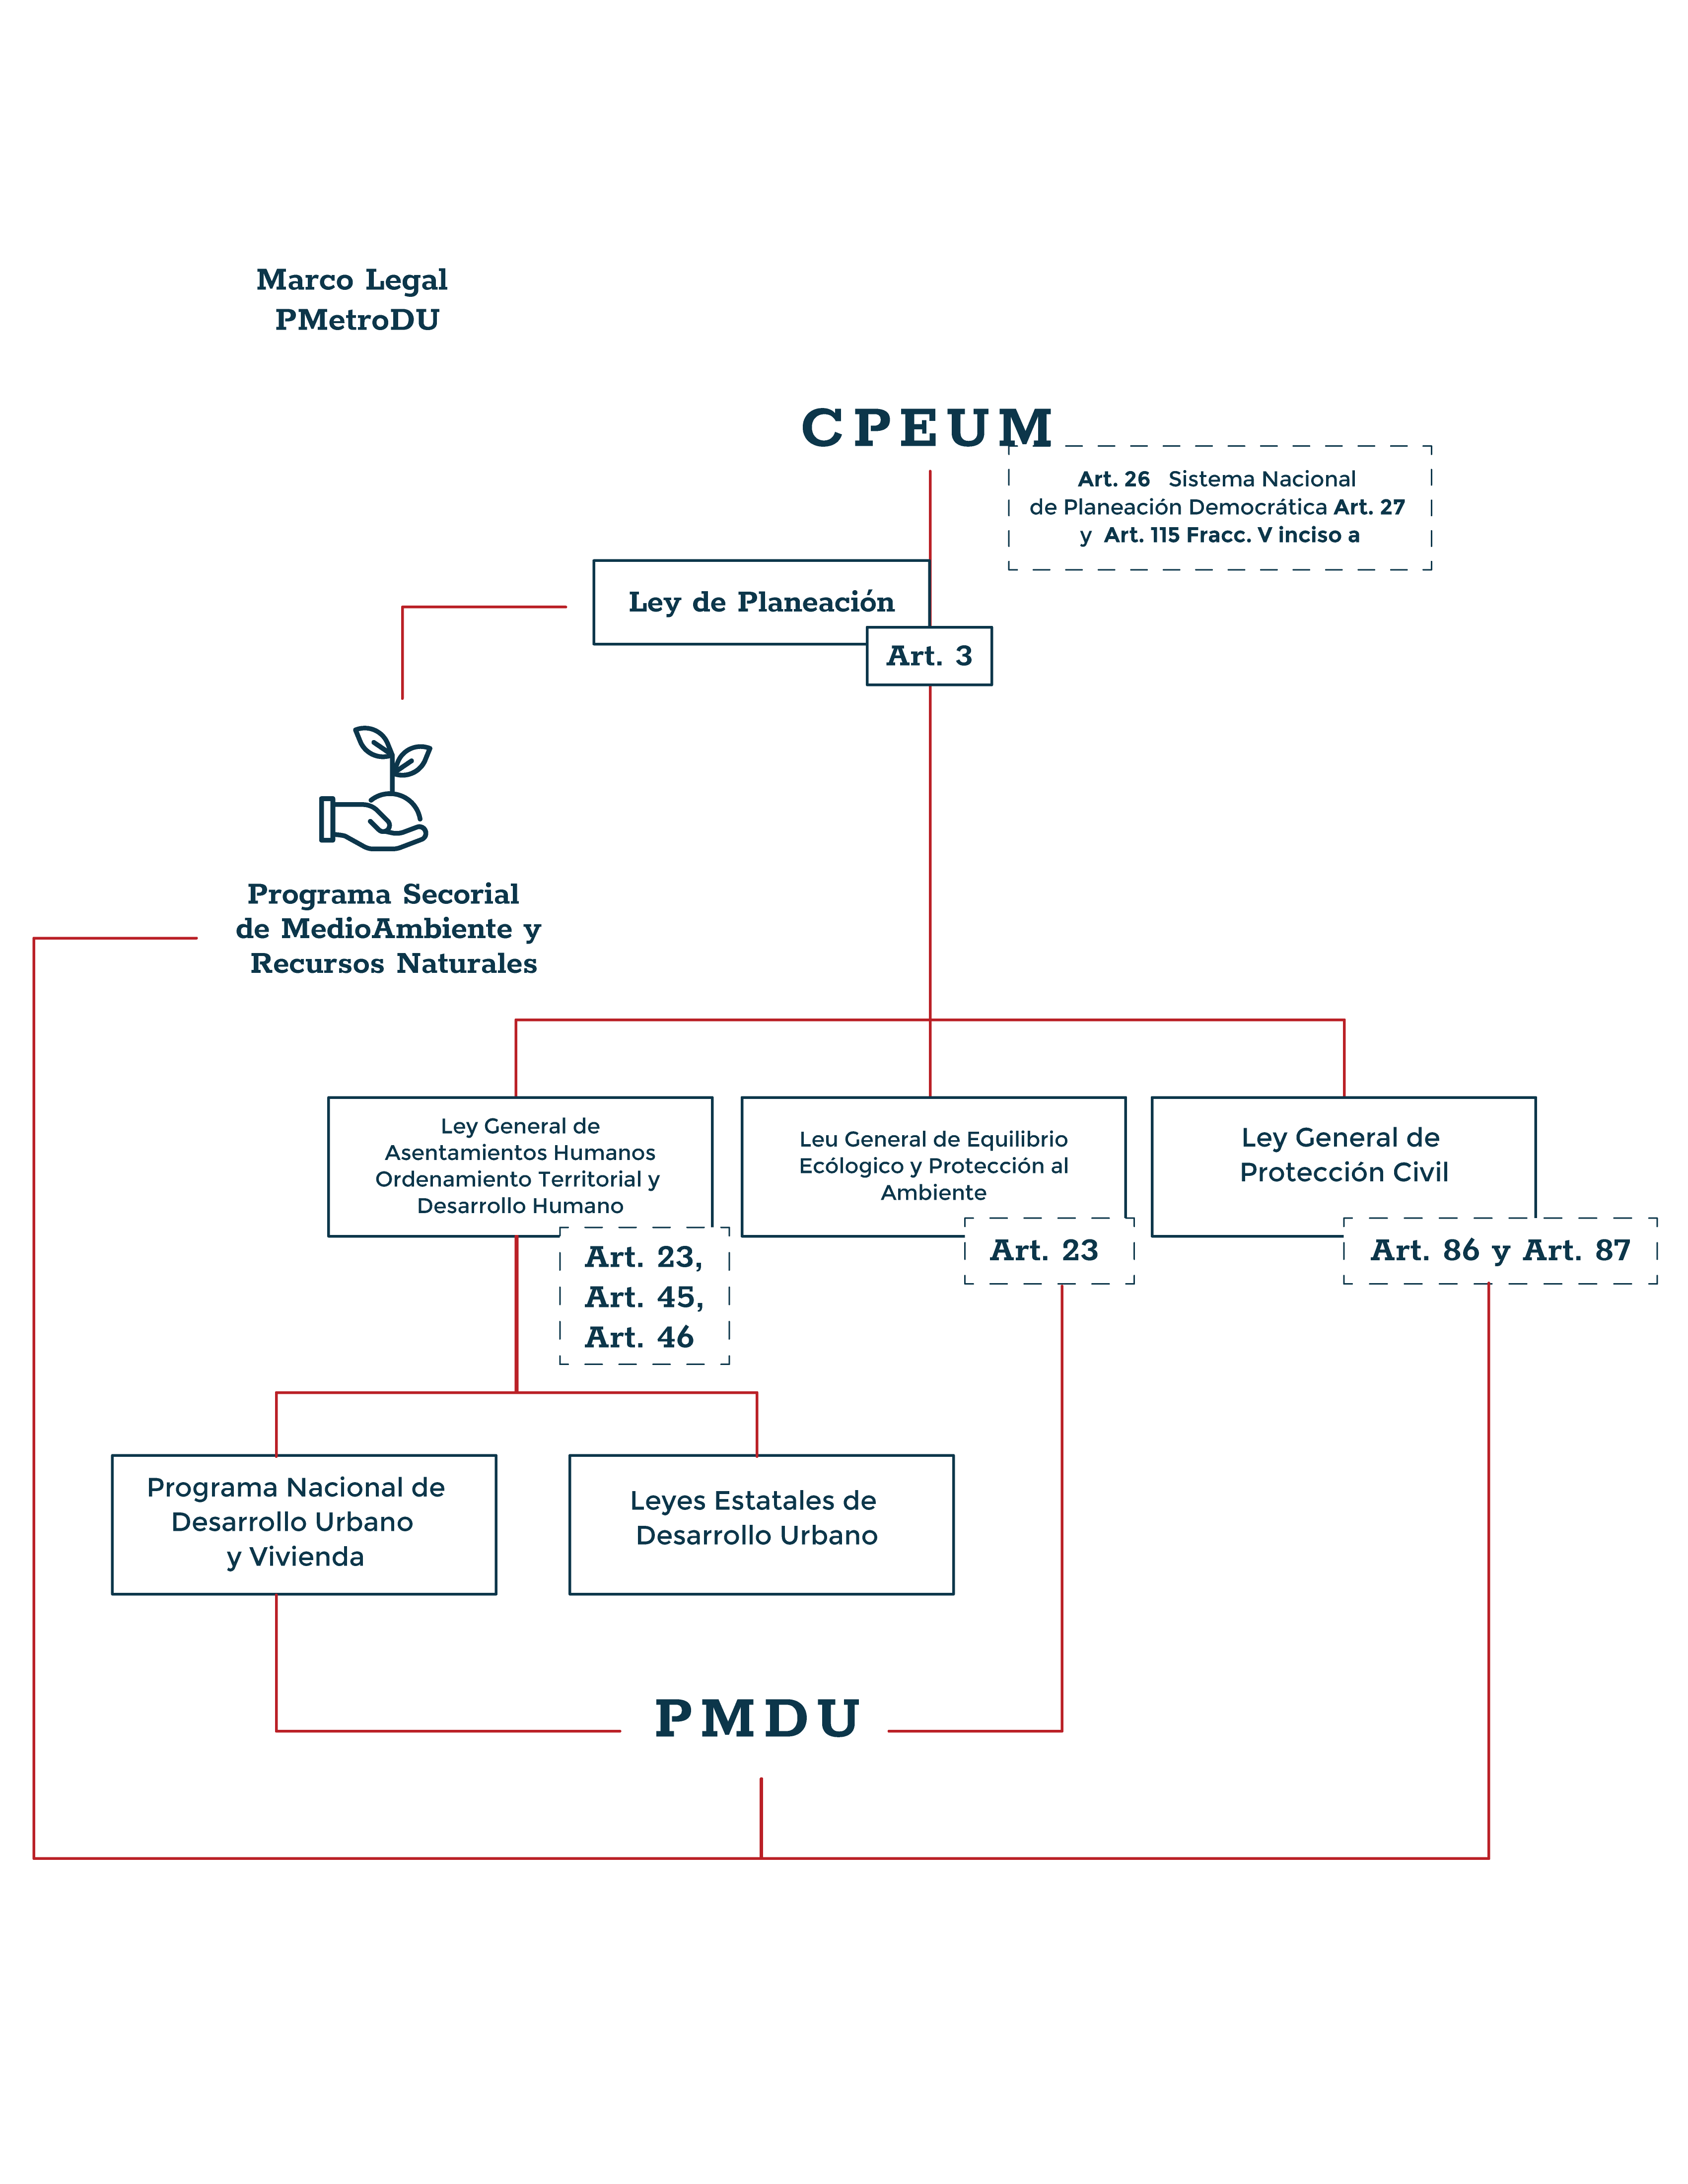 Marco Legal
PMetroDU
CPEUM
Art. 26 Sistema Nacional
de Planeación Democrática Art. 27
y Art. 115 Fracc. V inciso a
Ley de Planeación
Art. 3
Programa Secorial
de MedioAmbiente y
Recursos Naturales
Ley General de
Asentamientos Humanos
Ordenamiento Territorial y
Desarrollo Humano
Art. 23,
Art. 45,
Art. 46
Leu General de Equilibrio
Ecólogico y Protección al
Ambiente
Art. 23
Ley General de
Protección Civil
Art. 86 y Art. 87
Programa Nacional de
Desarrollo Urbano
y Vivienda
Leyes Estatales de
Desarrollo Urbano
PMDU